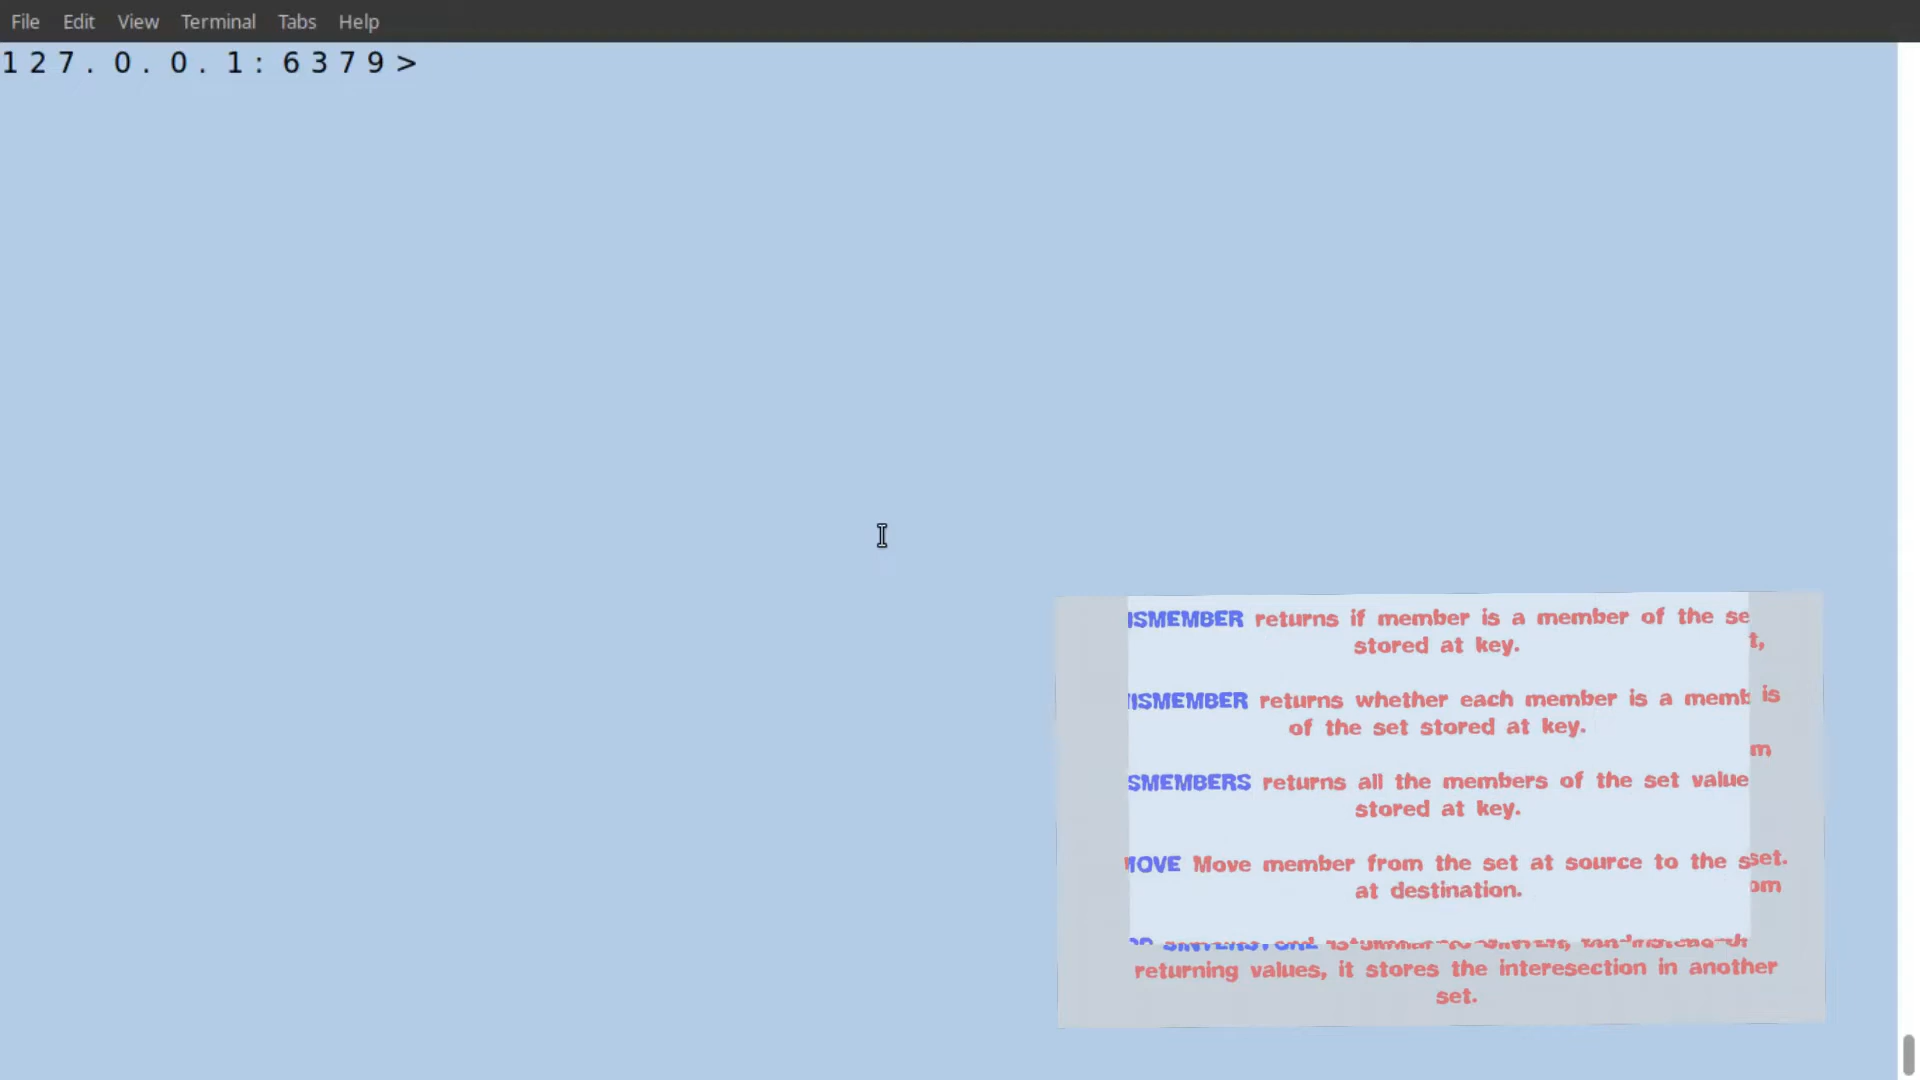 File Edit View Terminal Tabs Help
127.0.0.1:6379>
ISMEMBER returns if member is a member of the se
t,
stored at key.
ISMEMBER returns whether each member is a memb is
of the set stored at key.
m
SMEMBERS returns all the members of the set value
stored at key.
MOVE Move member from the set at source to the s set.
at destination.
om
returning values, it stores the interesection in another
set.